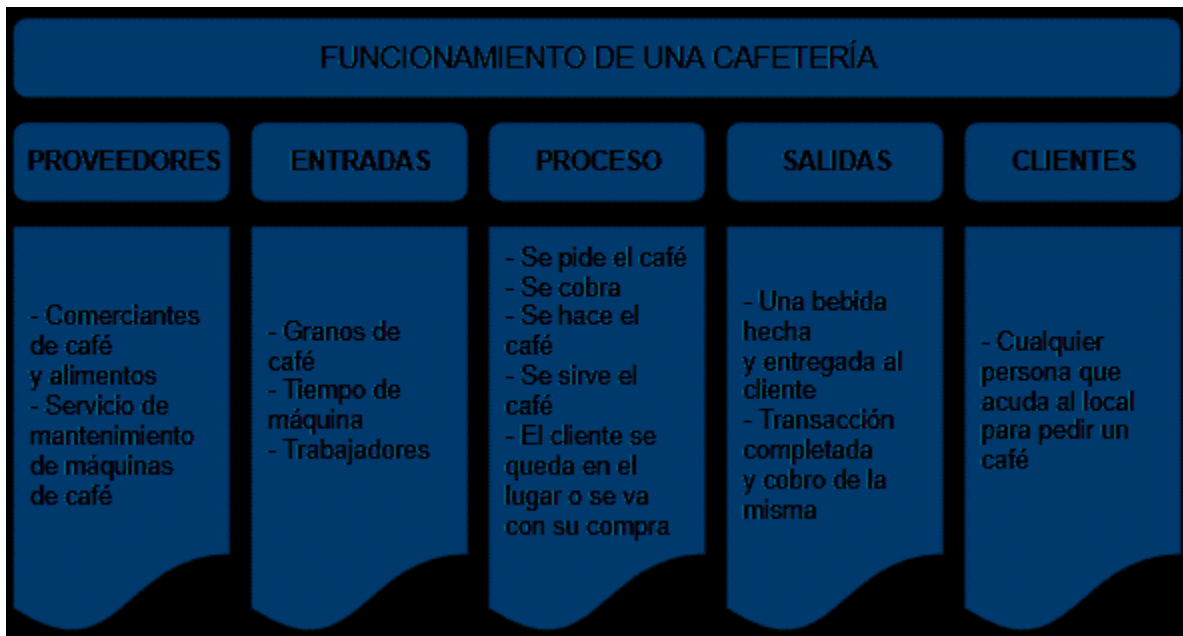 FUNCIONAMIENTO DE UNA CAFETERÍA
PROVEEDORES
ENTRADAS
PROCESO
SALIDAS
CLIENTES
- Comerciantes
de café
y alimentos
- Servicio de
mantenimiento
de máquinas
de café
- Granos de
café
- Tiempo de
máquina
- Trabajadores
- Se pide el café
- Se cobra
- Se hace el
café
- Se sirve el
café
- El cliente se
queda en el
lugar o se va
con su compra
- Una bebida
hecha
y entregada al
cliente
- Transacción
completada
y cobro de la
misma
- Cualquier
persona que
acuda al local
para pedir un
café